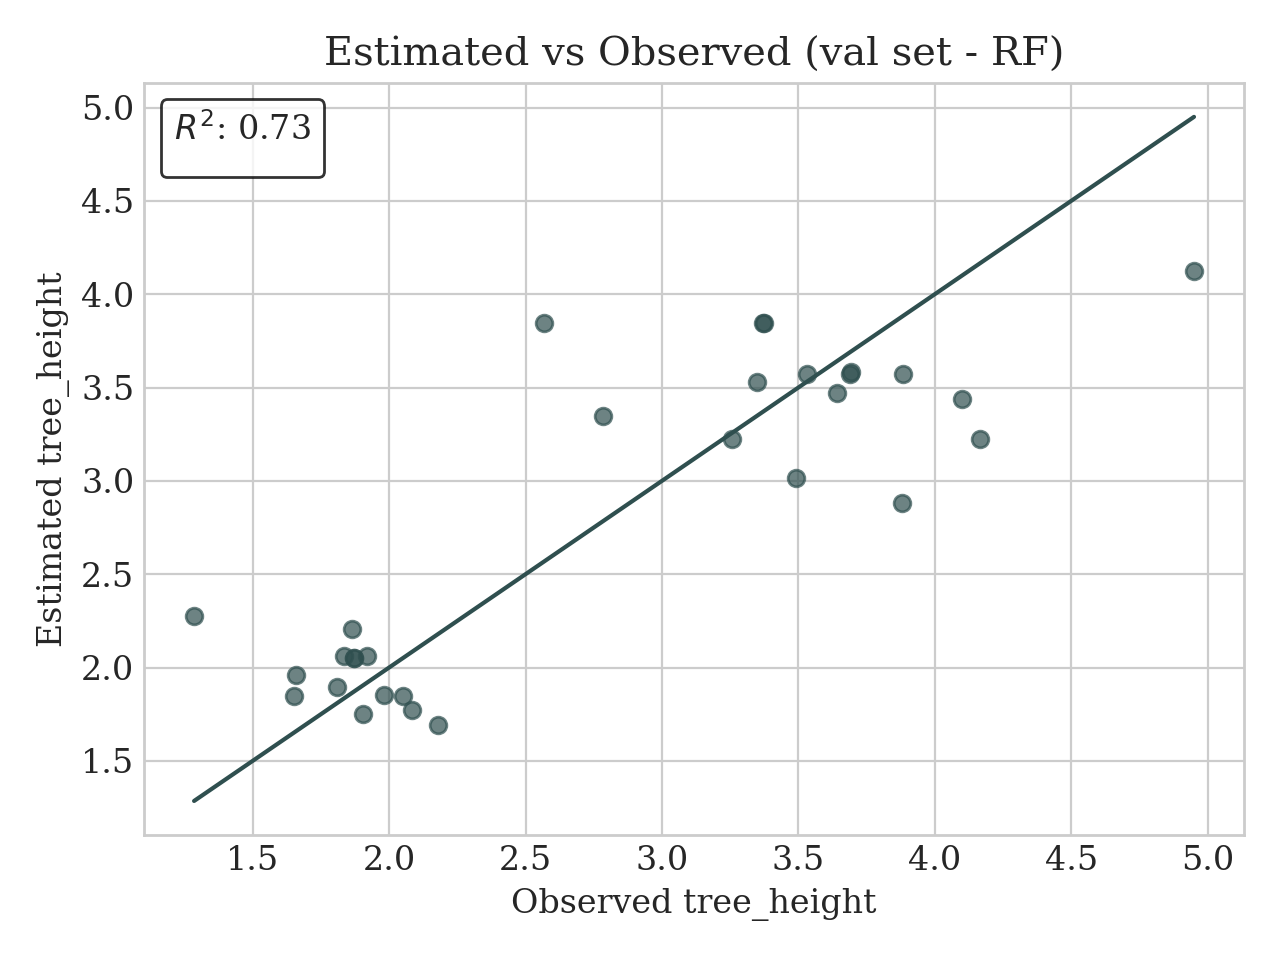 Estimated vs Observed (val set - RF)
R²: 0.73
5.0
4.5
4.0
3.5
3.0
2.5
2.0
1.5
Estimated tree_height
1.5 2.0 2.5 3.0 3.5 4.0 4.5 5.0
Observed tree_height